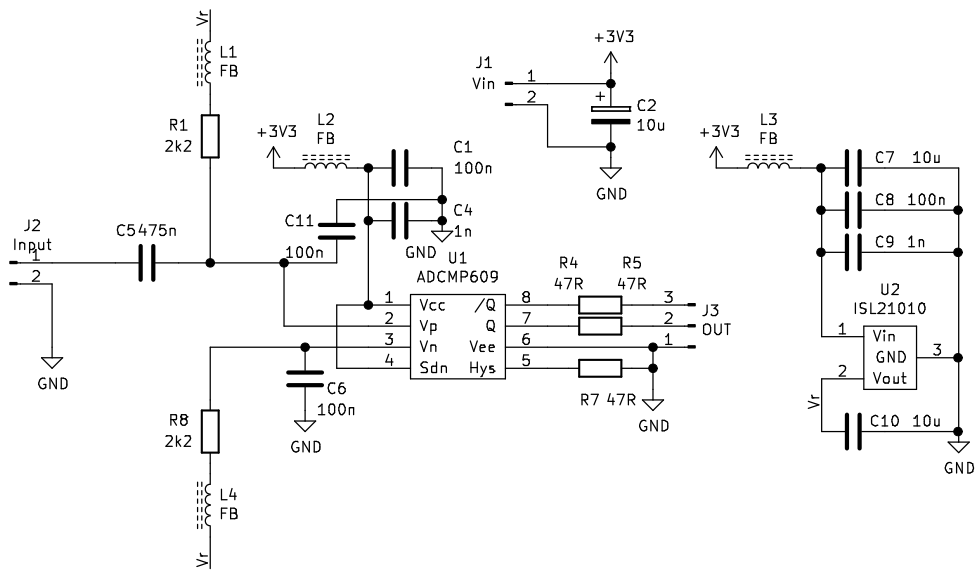 Vr
L1
FB
R1
2k2
+3V3
L2
FB
C1
100n
C11
100n
C4
1n
GND
J2
Input
1
2
GND
C5475n
U1
ADCMP609
1 Vcc /Q 8
2 Vp Q 7
3 Vn Vee 6
4 Sdn Hys 5
R4 R5
47R 47R
3
2
1
J3
OUT
R7 47R
GND
C6
100n
GND
R8
2k2
L4
FB
Vr
J1
Vin
1
2
+3V3
+
C2
10u
GND
+3V3
L3
FB
C7 10u
C8 100n
C9 1n
U2
ISL21010
1 Vin
GND 3
2 Vout
Vr
C10 10u
GND